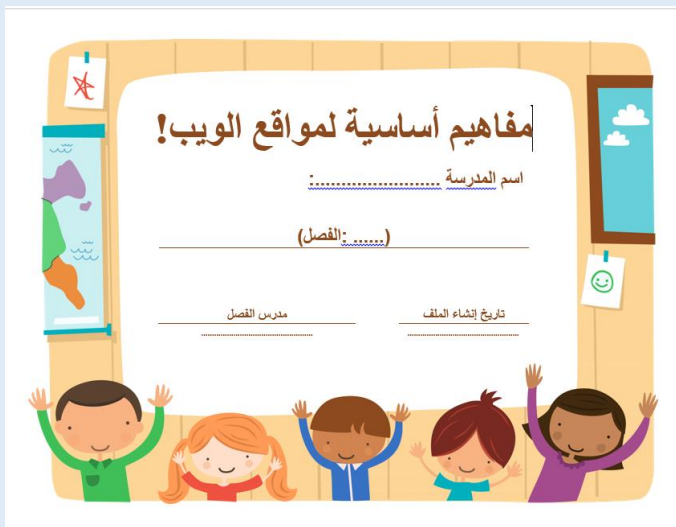 مفاهيم أساسية لمواقع الويب!
اسم المدرسة ........................:
(...... :الفصل)
تاريخ إنشاء الملف
مدرس الفصل